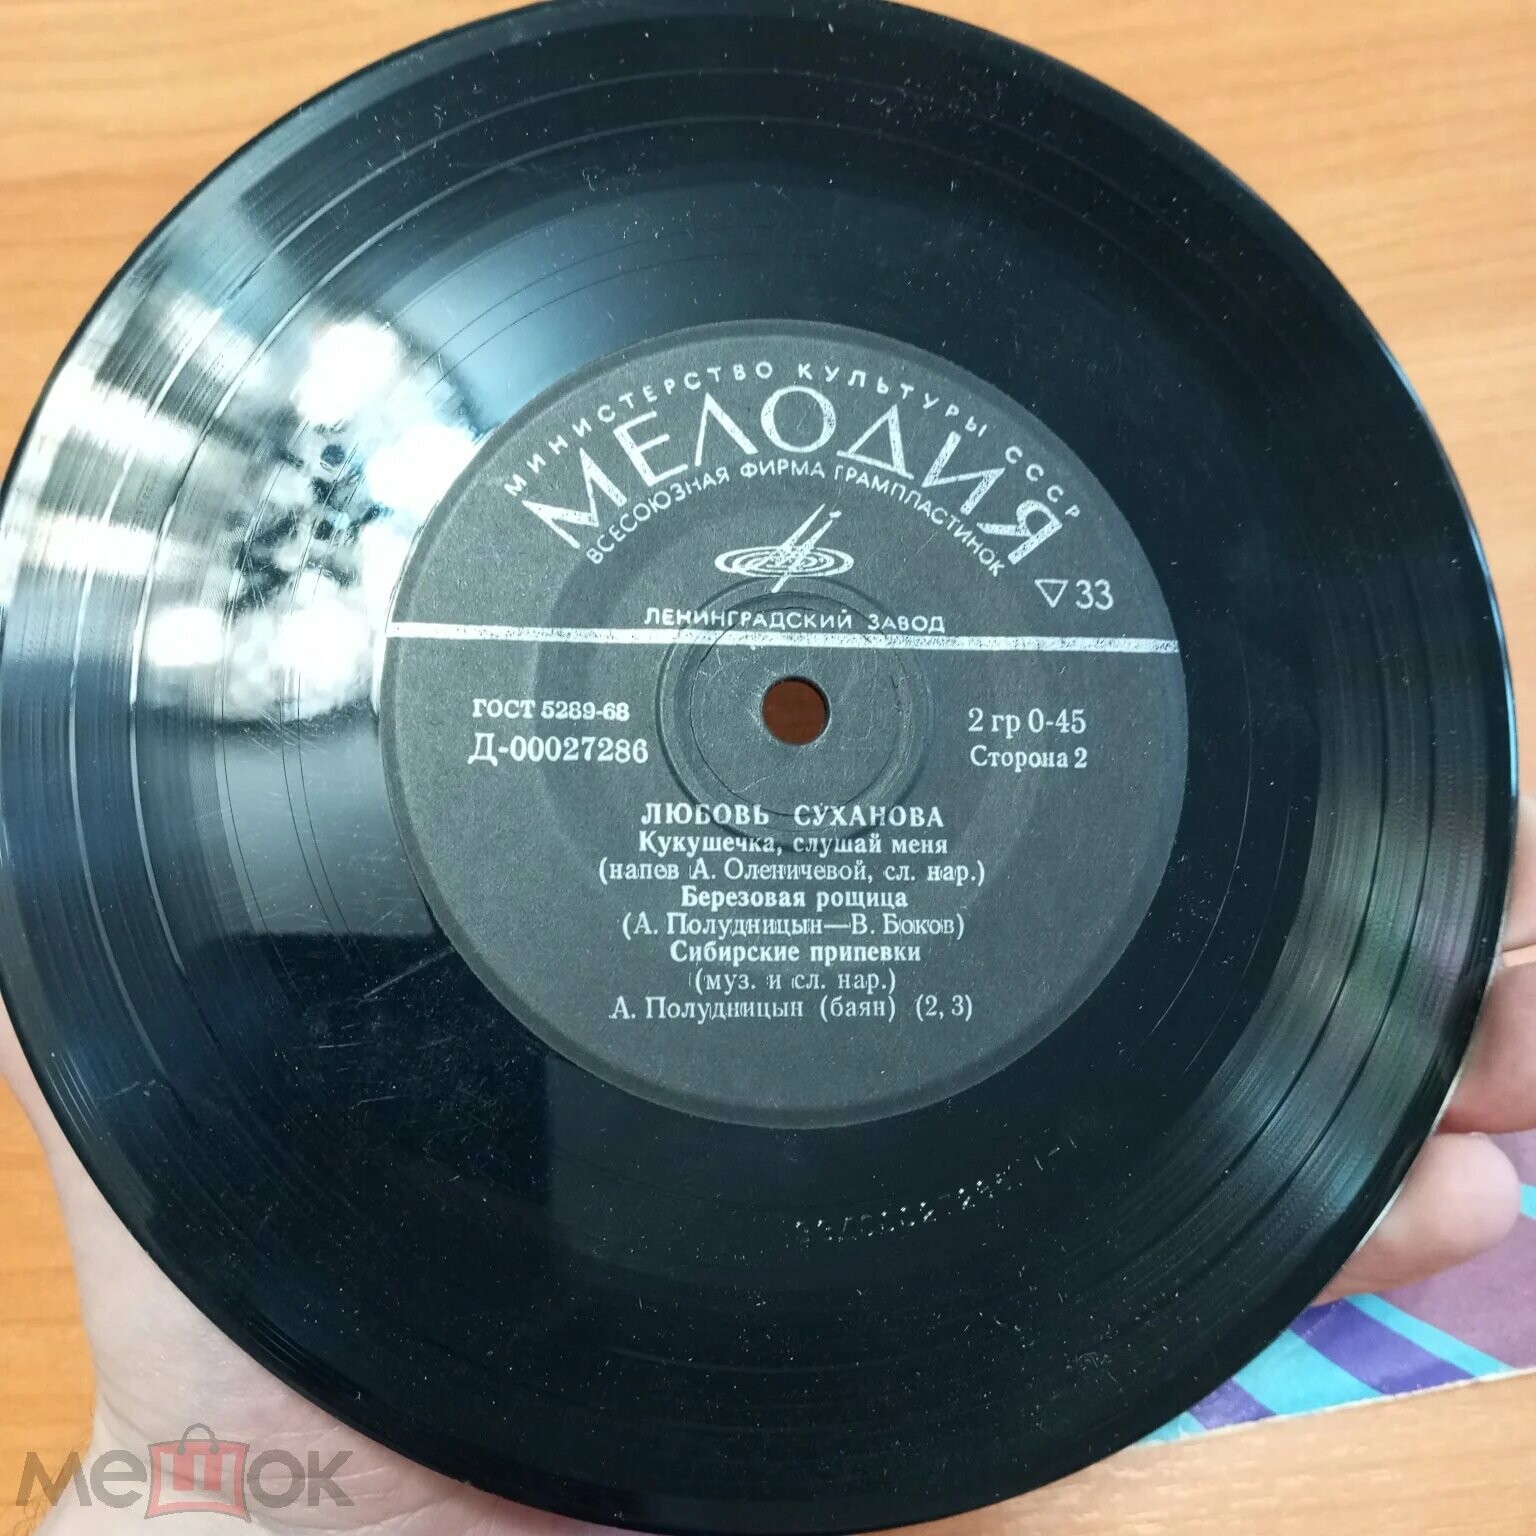 МИНИСТЕРСТВО КУЛЬТУРЫ СССР
МЕЛОДИЯ
ВСЕСОЮЗНАЯ ФИРМА ГРАМПЛАСТИНОК
▽33
ЛЕНИНГРАДСКИЙ ЗАВОД
ГОСТ 5289-68
2 гр 0-45
Д-00027286
Сторона 2
ЛЮБОВЬ СУХАНОВА
Кукушечка, слушай меня
(напев А. Оленичевой, сл. нар.)
Березовая рощица
(А. Полудницын—В. Боков)
Сибирские припевки
(муз. и сл. нар.)
А. Полудницын (баян) (2, 3)
мешок